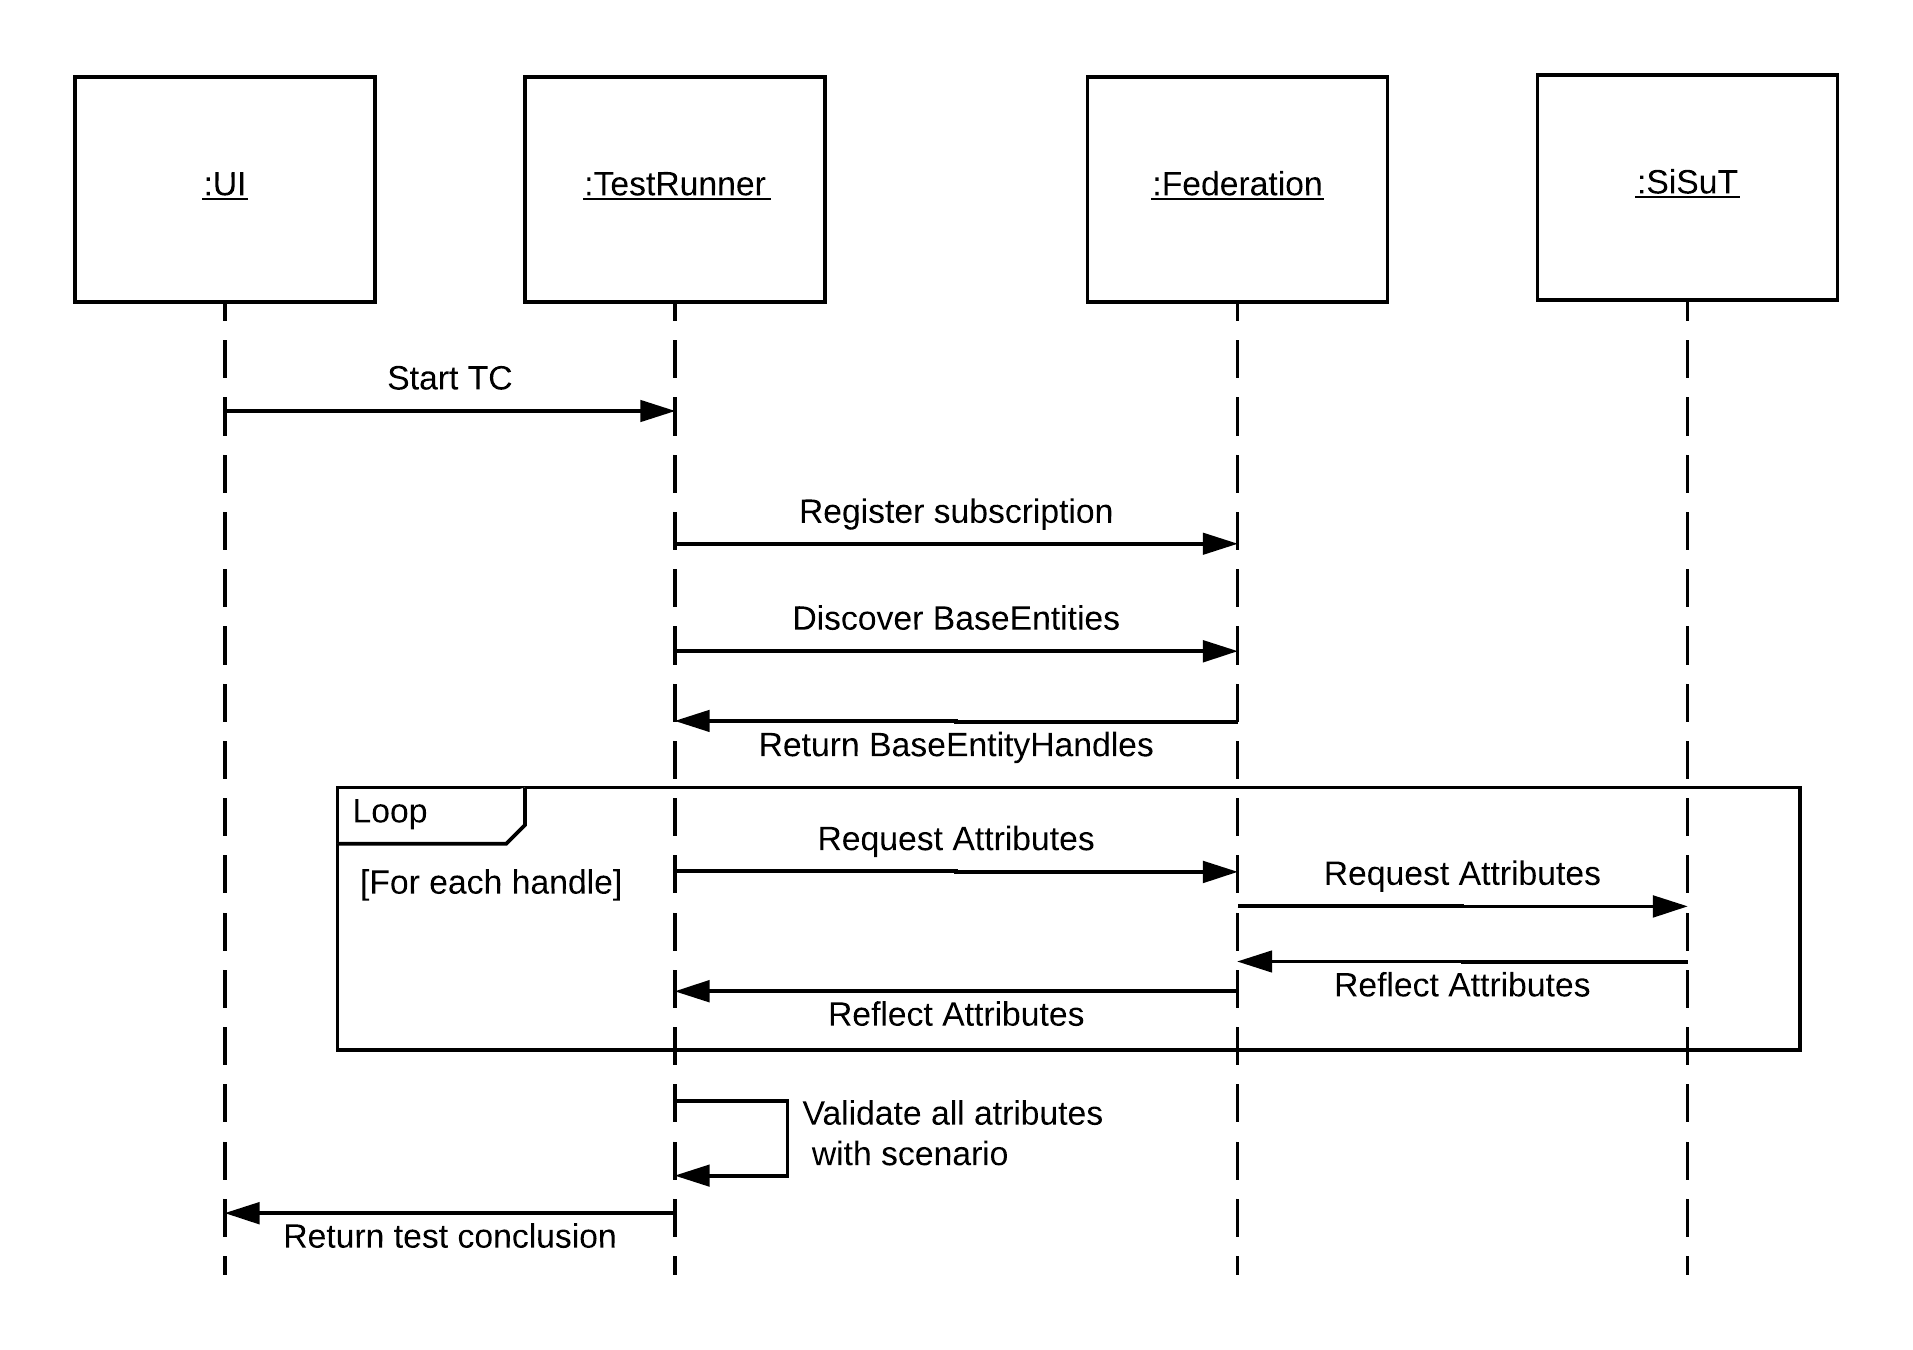 :UI
:TestRunner
:Federation
:SiSuT
Start TC
Register subscription
Discover BaseEntities
Return BaseEntityHandles
Loop
[For each handle]
Request Attributes
Request Attributes
Reflect Attributes
Reflect Attributes
Validate all atributes
with scenario
Return test conclusion